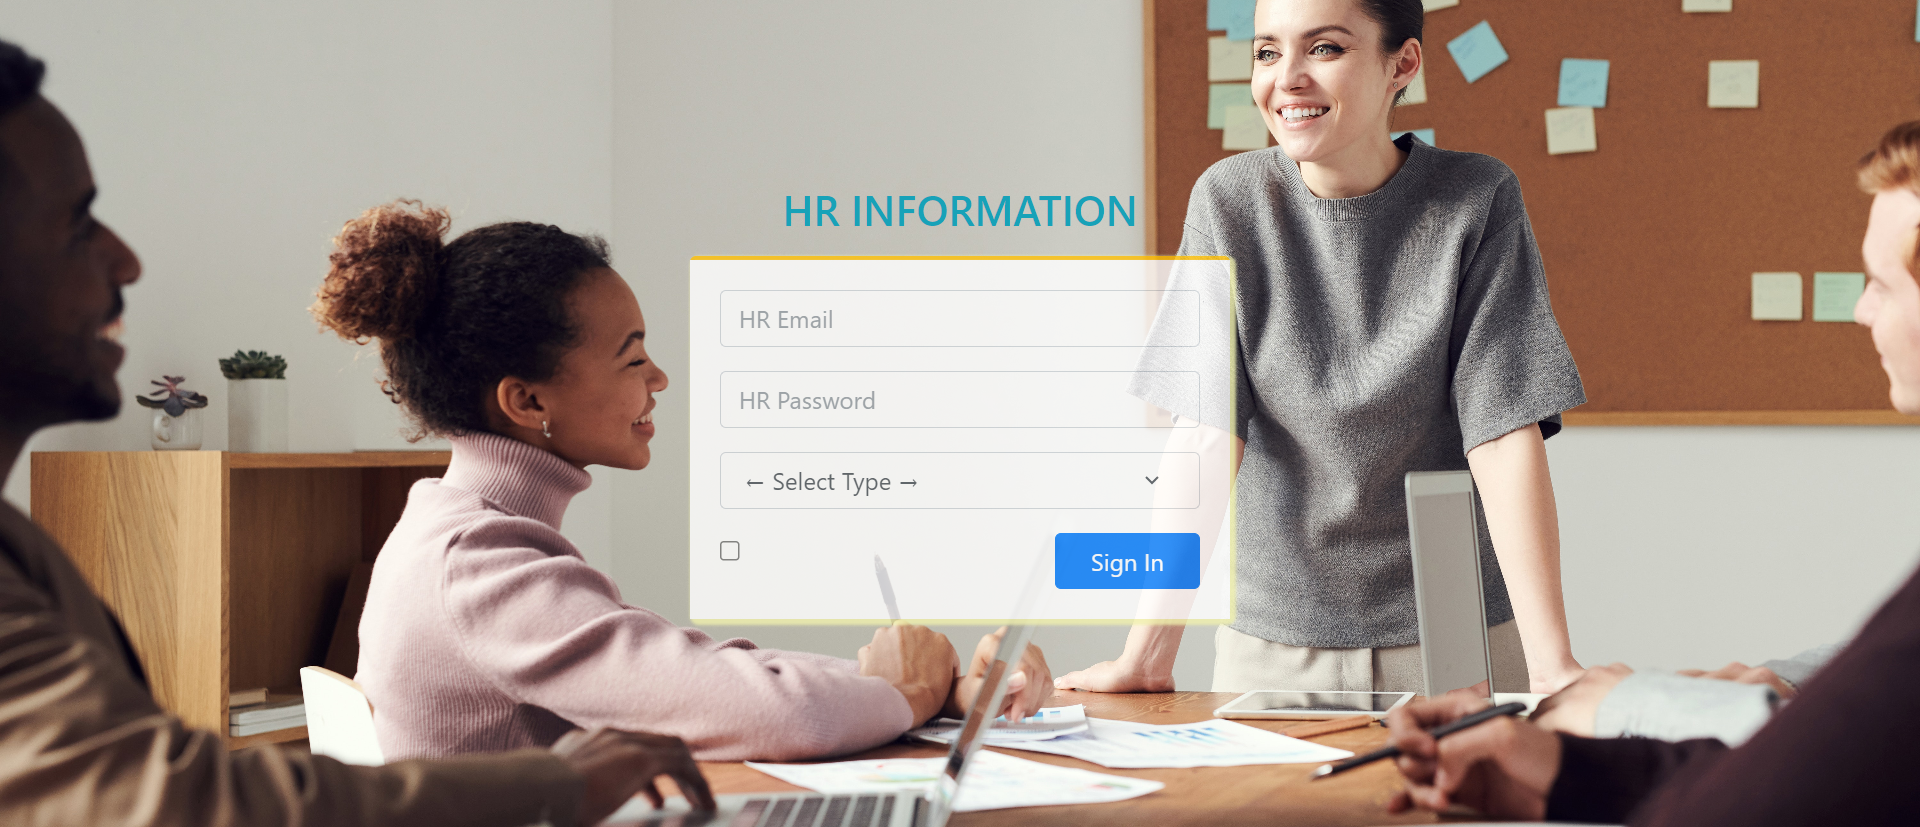 HR INFORMATION
HR Email
HR Password
← Select Type →
Sign In